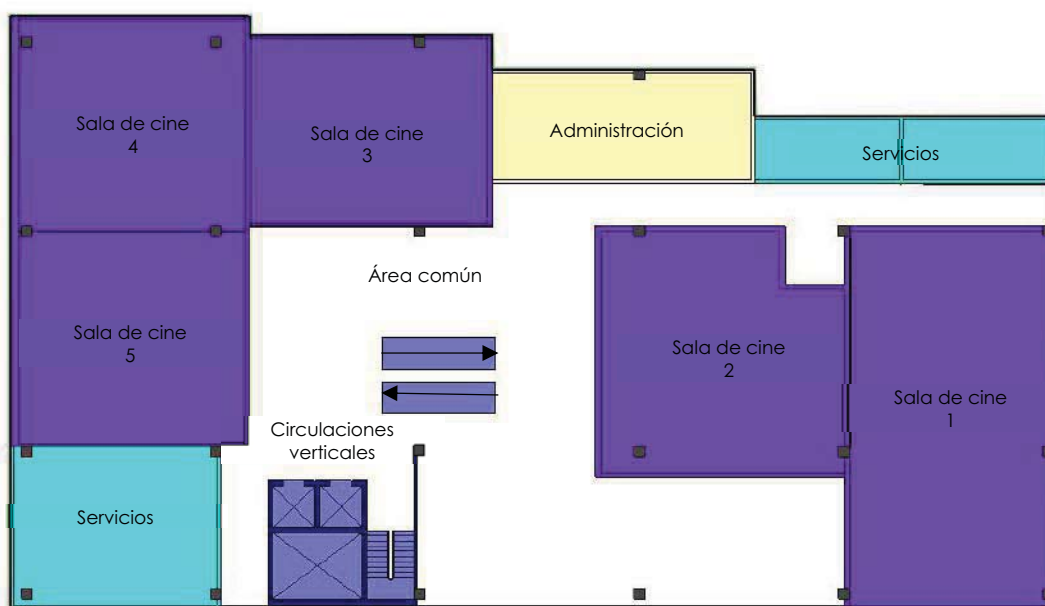 Sala de cine
4
Sala de cine
3
Administración
Servicios
Área común
Sala de cine
5
Sala de cine
2
Sala de cine
1
Circulaciones
verticales
Servicios